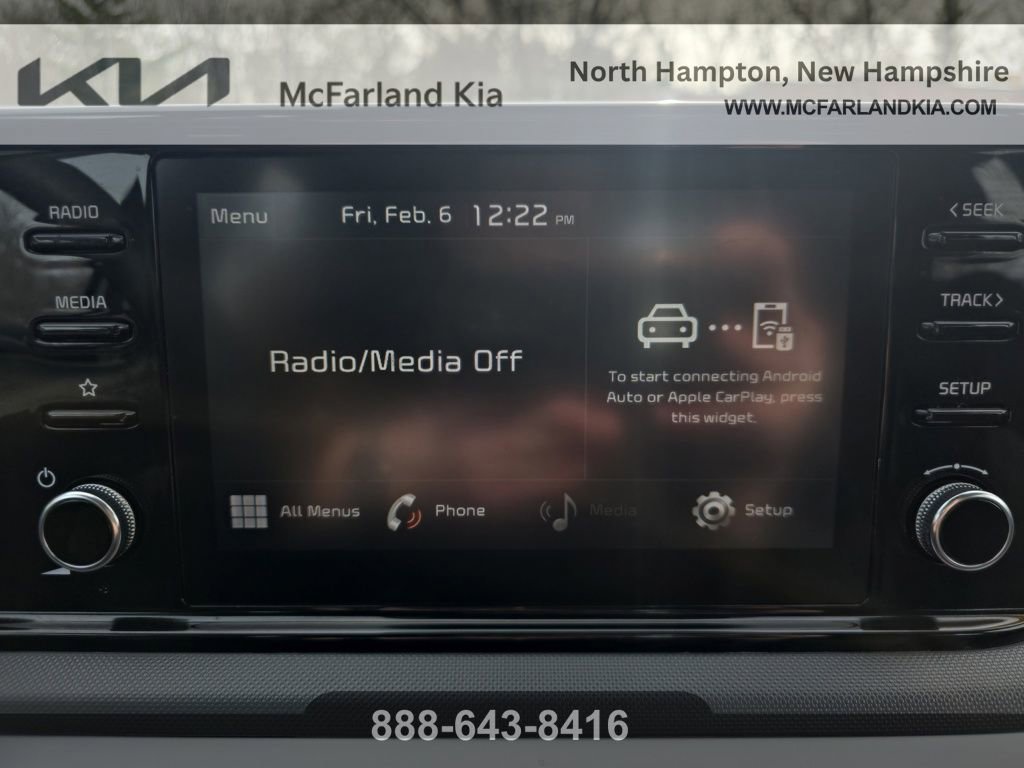 KIA
McFarland Kia
North Hampton, New Hampshire
WWW.MCFARLANDKIA.COM
RADIO
MEDIA
Menu
Fri, Feb. 6 12:22 PM
Radio/Media Off
To start connecting Android
Auto or Apple CarPlay, press
this widget.
All Menus
Phone
Media
Setup
< SEEK
TRACK >
SETUP
888-643-8416